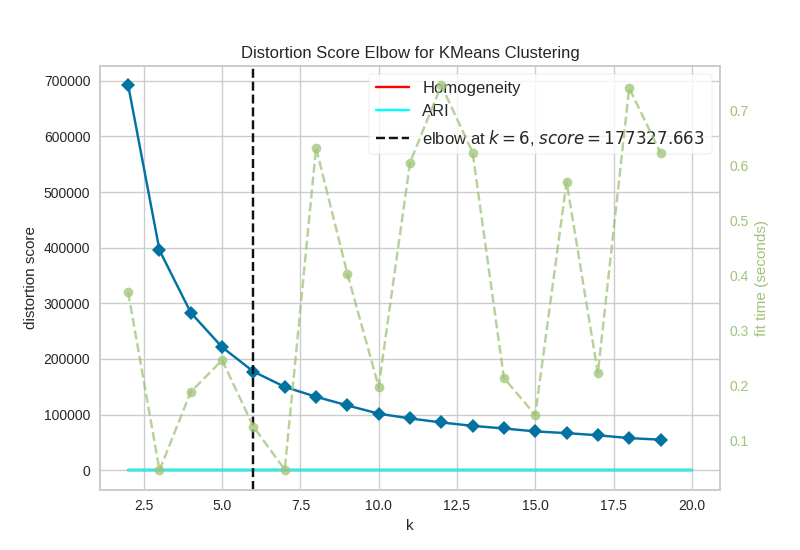 Distortion Score Elbow for KMeans Clustering
Homogeneity
ARI
elbow at k = 6, score = 177327.663
distortion score
700000
600000
500000
400000
300000
200000
100000
0
0.7
0.6
0.5
0.4
0.3
0.2
0.1
fit time (seconds)
2.5 5.0 7.5 10.0 12.5 15.0 17.5 20.0
k